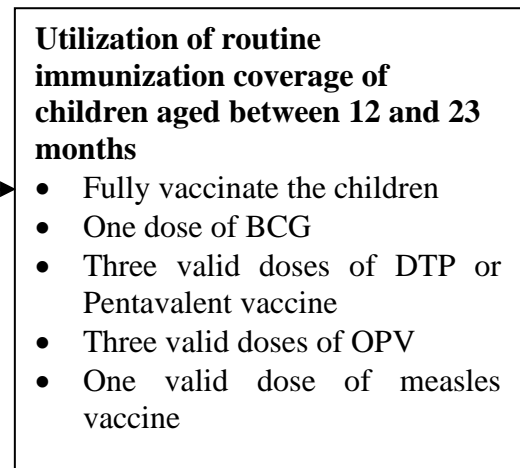 Utilization of routine
immunization coverage of
children aged between 12 and 23
months
• Fully vaccinate the children
• One dose of BCG
• Three valid doses of DTP or
Pentavalent vaccine
• Three valid doses of OPV
• One valid dose of measles
vaccine